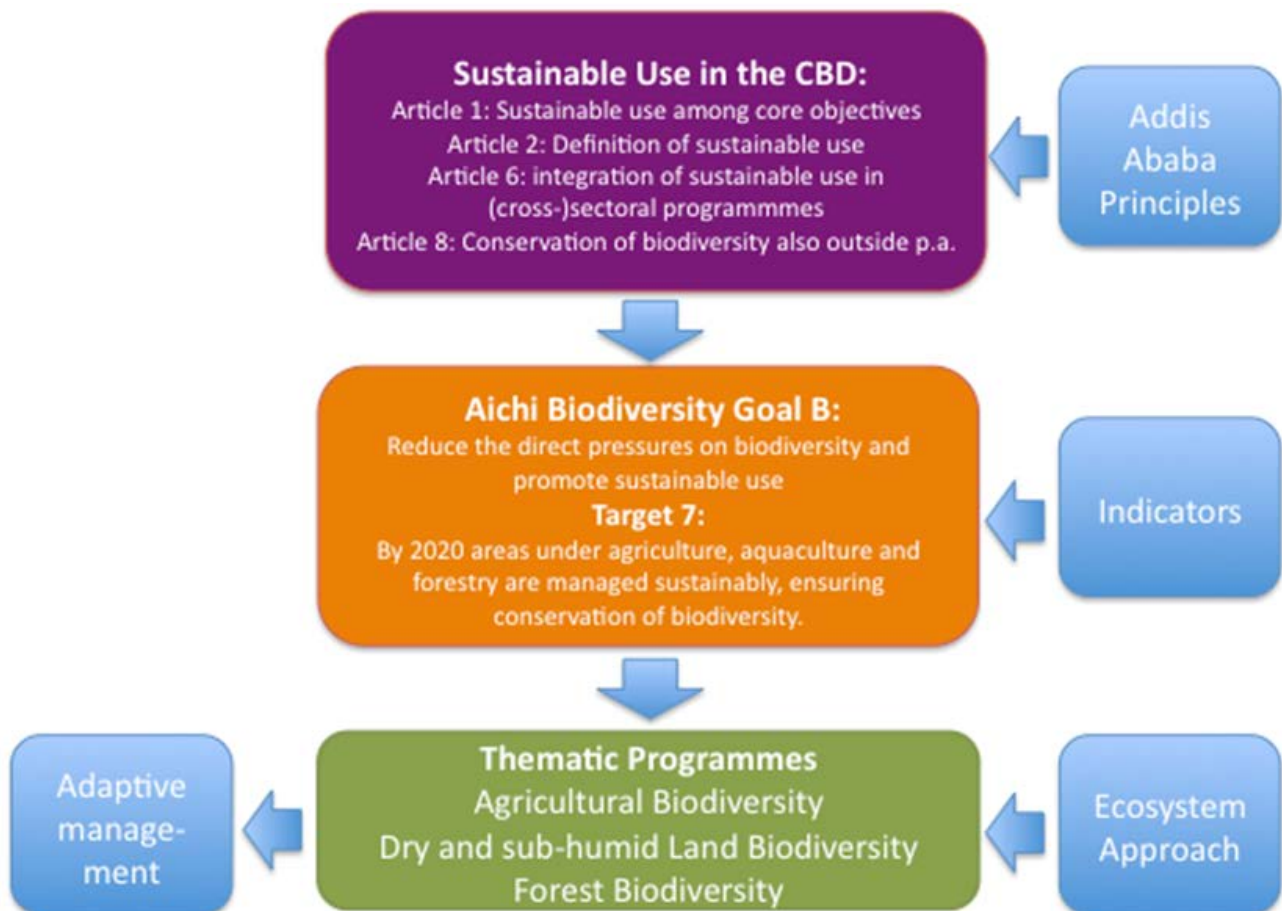 Sustainable Use in the CBD:
Article 1: Sustainable use among core objectives
Article 2: Definition of sustainable use
Article 6: integration of sustainable use in
(cross-)sectoral programmmes
Article 8: Conservation of biodiversity also outside p.a.
Addis
Ababa
Principles
Aichi Biodiversity Goal B:
Reduce the direct pressures on biodiversity and
promote sustainable use
Target 7:
By 2020 areas under agriculture, aquaculture and
forestry are managed sustainably, ensuring
conservation of biodiversity.
Indicators
Adaptive
manage-
ment
Thematic Programmes
Agricultural Biodiversity
Dry and sub-humid Land Biodiversity
Forest Biodiversity
Ecosystem
Approach